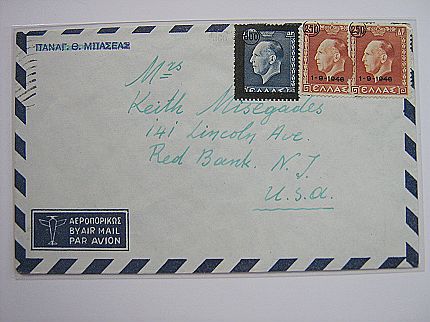 ΠΑΝΑΓ. Θ. ΜΠΑΣΕΑΣ
ΕΛΛΑΣ
1-9-1946
ΕΛΛΑΣ
1-9-1946
ΕΛΛΑΣ
Mrs
Keith Misegades
141 Lincoln Ave.
Red Bank. N. J
U.S.A.
ΑΕΡΟΠΟΡΙΚΩΣ
BY AIR MAIL
PAR AVION